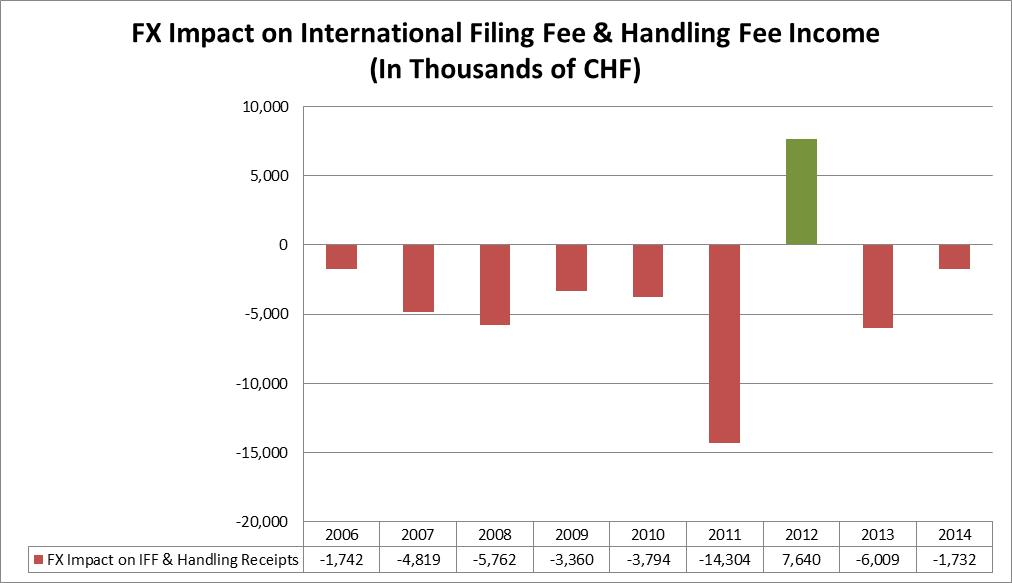 FX Impact on International Filing Fee & Handling Fee Income
(In Thousands of CHF)
10,000
5,000
0
-5,000
-10,000
-15,000
-20,000
2006 2007 2008 2009 2010 2011 2012 2013 2014
FX Impact on IFF & Handling Receipts -1,742 -4,819 -5,762 -3,360 -3,794 -14,304 7,640 -6,009 -1,732